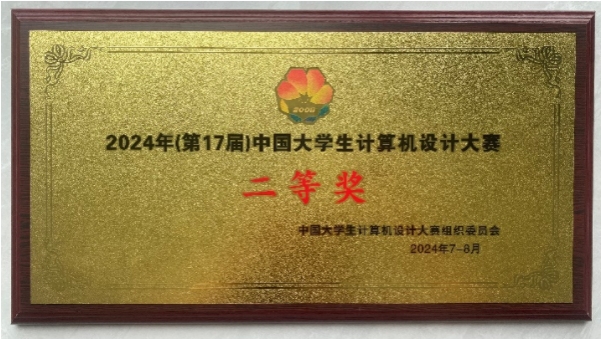 2008
2024年(第17届)中国大学生计算机设计大赛
二等奖
中国大学生计算机设计大赛组织委员会
2024年7-8月